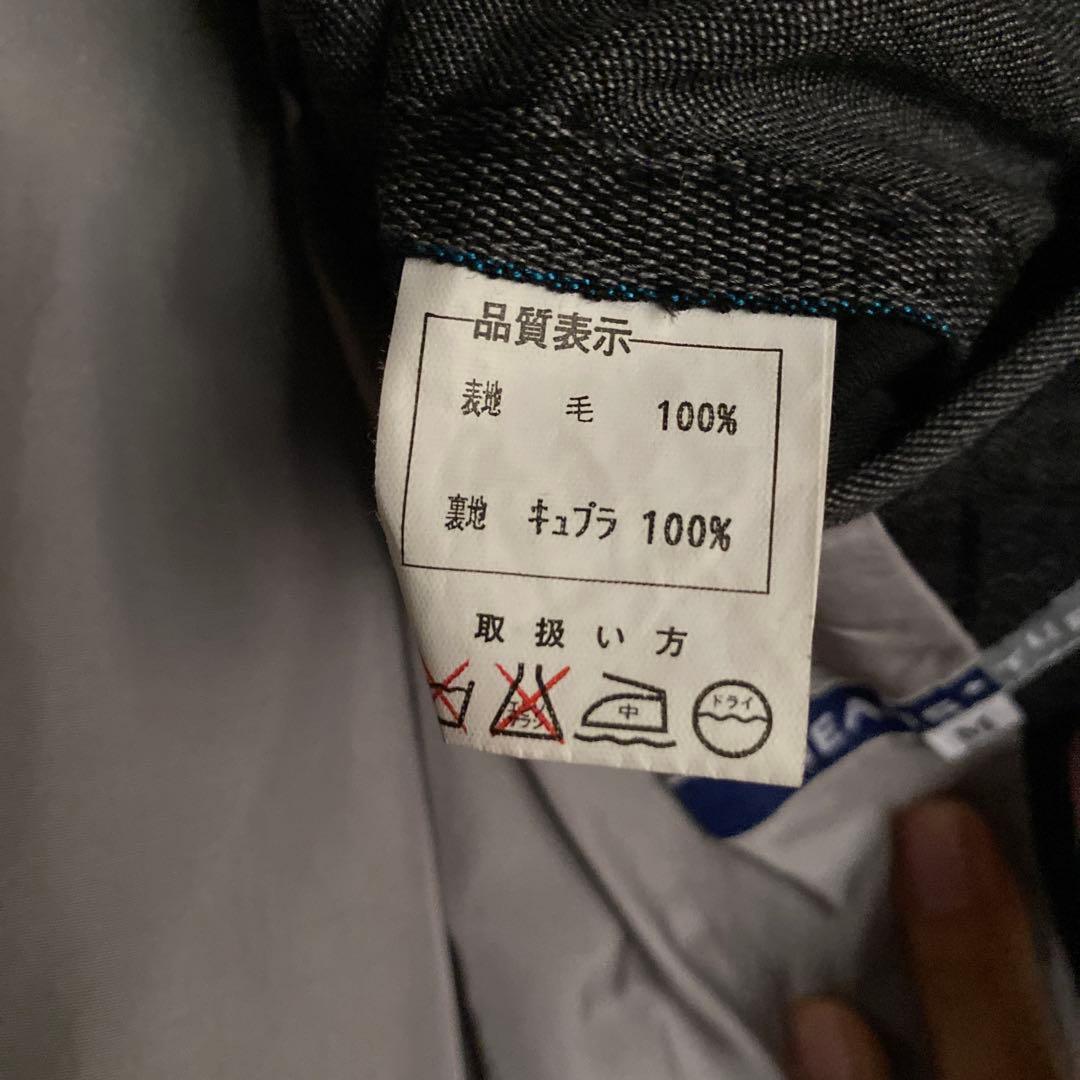 品質表示
表地 毛 100%
裏地 キュプラ 100%
取扱い方
中 ドライ
M